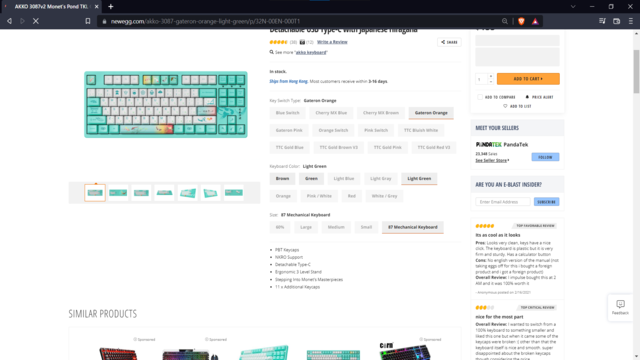 AKKO 3087v2 Monet's Pond TKL
newegg.com/akko-3087-gateron-orange-light-green/p/32N-00EN-000T1
Detachable USB Type-C with Japanese Hiragana
Write a Review
SHARE
See more "akko keyboard"
In stock.
Ships from Hong Kong. Most customers receive within 3-16 days
Key Switch Type: Gateron Orange
Blue Switch
Cherry MX Blue
Cherry MX Brown
Gateron Orange
Gateron Pink
Orange Switch
Pink Switch
TTC Bluish White
TTC Gold Blue
TTC Gold Brown V3
TTC Gold Pink
TTC Gold Red V3
Keyboard Color: Light Green
Brown
Green
Light Blue
Light Gray
Light Green
Orange
Pink / White
Red
White / Gray
Size: 87 Mechanical Keyboard
Large
Medium
Small
87 Mechanical Keyboard
PBT Keycaps
NKRO Support
Detachable Type-C
Ergonomic 3 Level Stand
Stepping Into Monet's Masterpieces
11 x Additional Keycaps
SIMILAR PRODUCTS
Sponsored
Sponsored
Sponsored
1
ADD TO CART
ADD TO COMPARE
PRICE ALERT
ADD TO LIST
MEET YOUR SELLERS
PANDATEK PandaTek
23,348 Sales
See Seller Store
FOLLOW
ARE YOU AN E-BLAST INSIDER?
Enter Email Address
SUBSCRIBE
TOP FAVORABLE REVIEW
its as cool as it looks
Pros: Looks very clean, keys have a nice
click. The keyboard is plastic but it is very
firm and sturdy. Has a calculator button
Cons: No english version of the manual (not
taking eggs off for this i bought a foreign
product and i got a foreign product)
Overall Review: I impulse bought this at 2
AM and it was 100% worth it
TOP CRITICAL REVIEW
nice for the most part
Overall Review: I wanted to switch from a
100% keyboard to something smaller and
liked this one but when it came some of the
keycaps were broken. other than that the
keyboard is nice and smooth. super
disappointed about the broken keycaps
Feedback